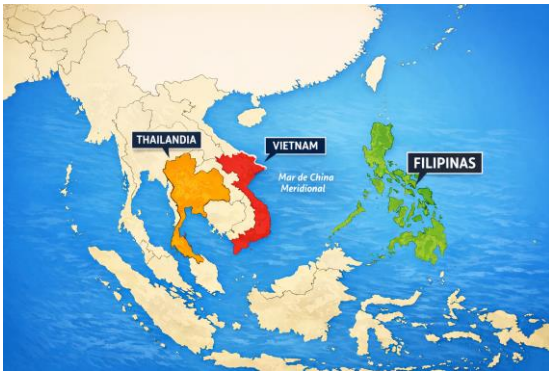 THAILANDIA
VIETNAM
FILIPINAS
Mar de China
Meridional